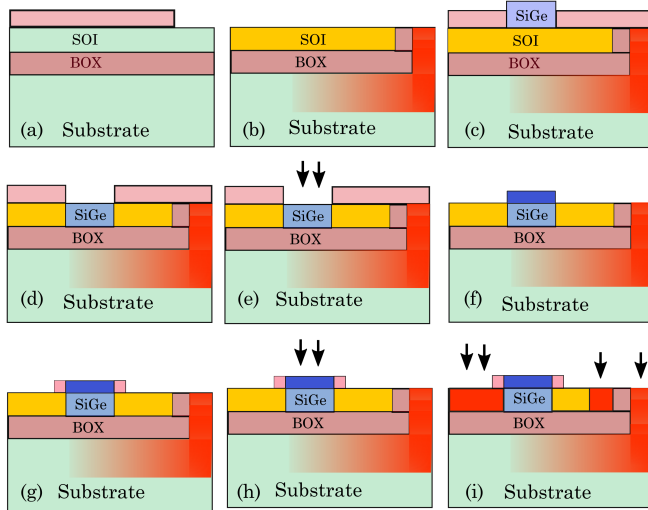 SOI
BOX
(a) Substrate
SOI
BOX
(b) Substrate
SiGe
SOI
BOX
(c) Substrate
SiGe
BOX
(d) Substrate
SiGe
BOX
(e) Substrate
SiGe
BOX
(f) Substrate
SiGe
BOX
(g) Substrate
SiGe
BOX
(h) Substrate
SiGe
BOX
(i) Substrate